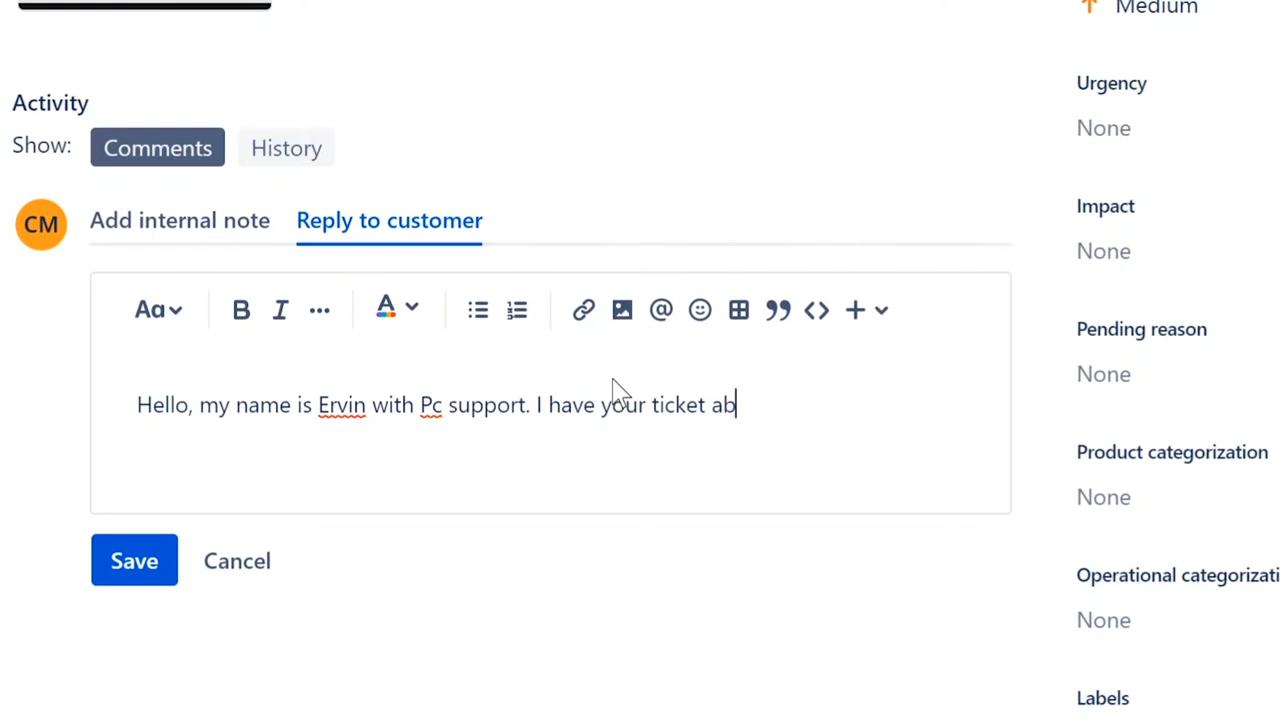 Medium
Activity
Show: Comments History
Urgency
None
CM Add internal note Reply to customer
Impact
None
Aa B I A @
Hello, my name is Ervin with Pc support. I have your ticket ab
Pending reason
None
Product categorization
None
Save Cancel
Operational categorizati
None
Labels